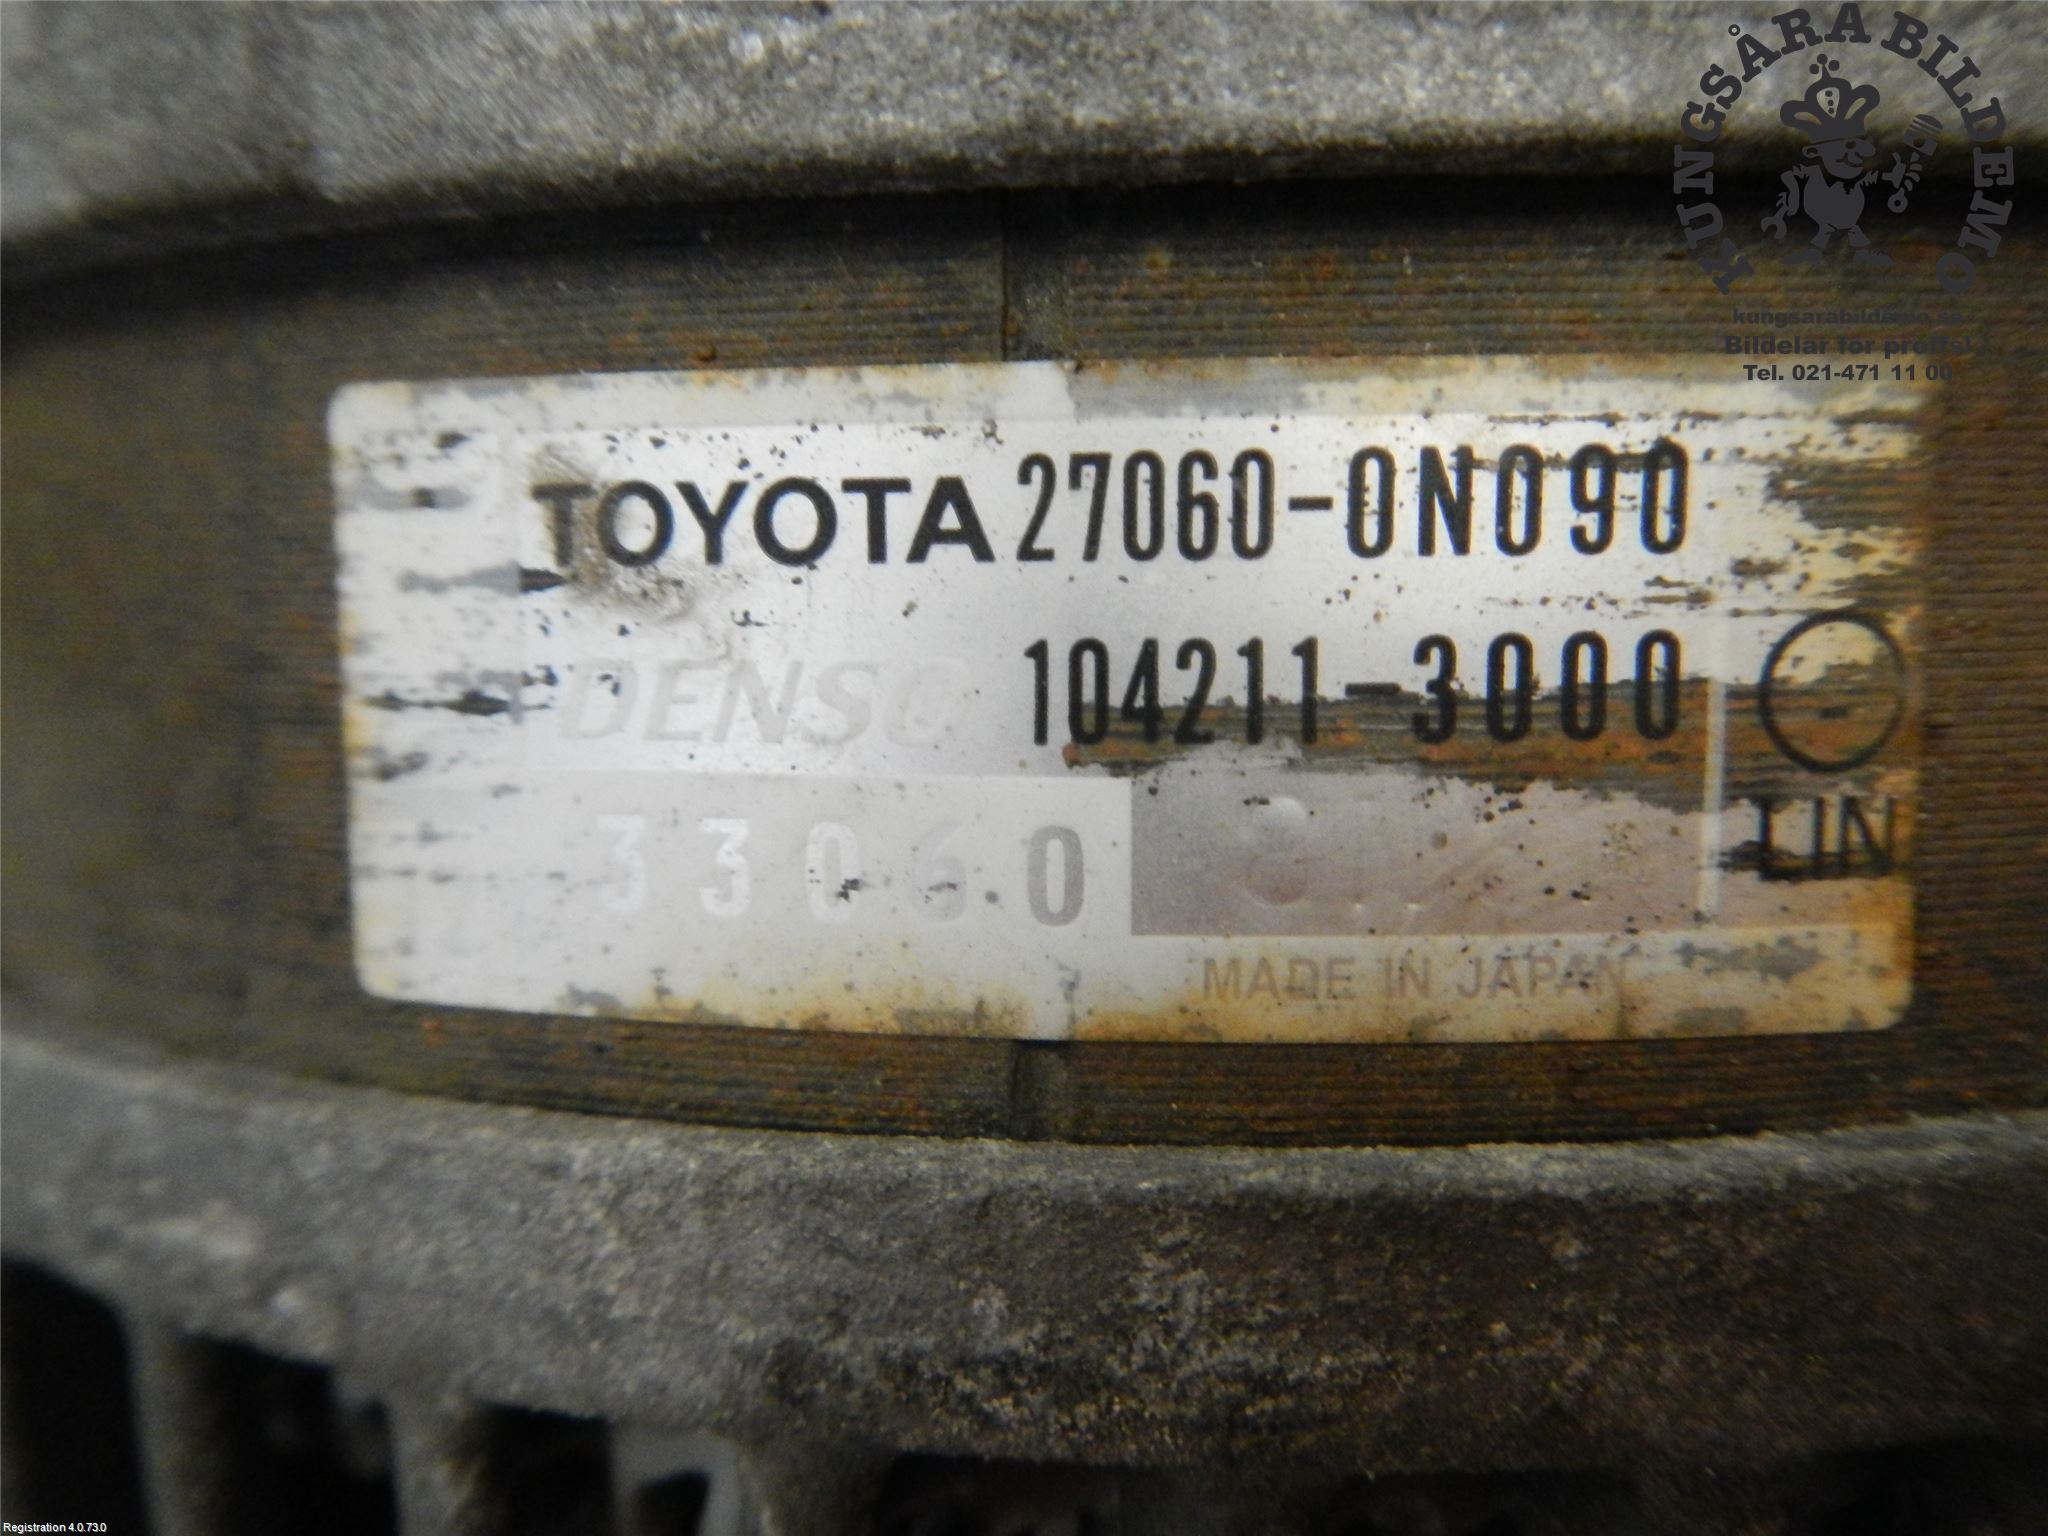 KUNGSÅRA BILDEMO
kungsarabildemo.se
Bildelar för proffs!
Tel. 021-471 11 00
TOYOTA 27060-0N090
DENSO 104211-3000
33060
LIN
MADE IN JAPAN
Registration 4.0.73.0